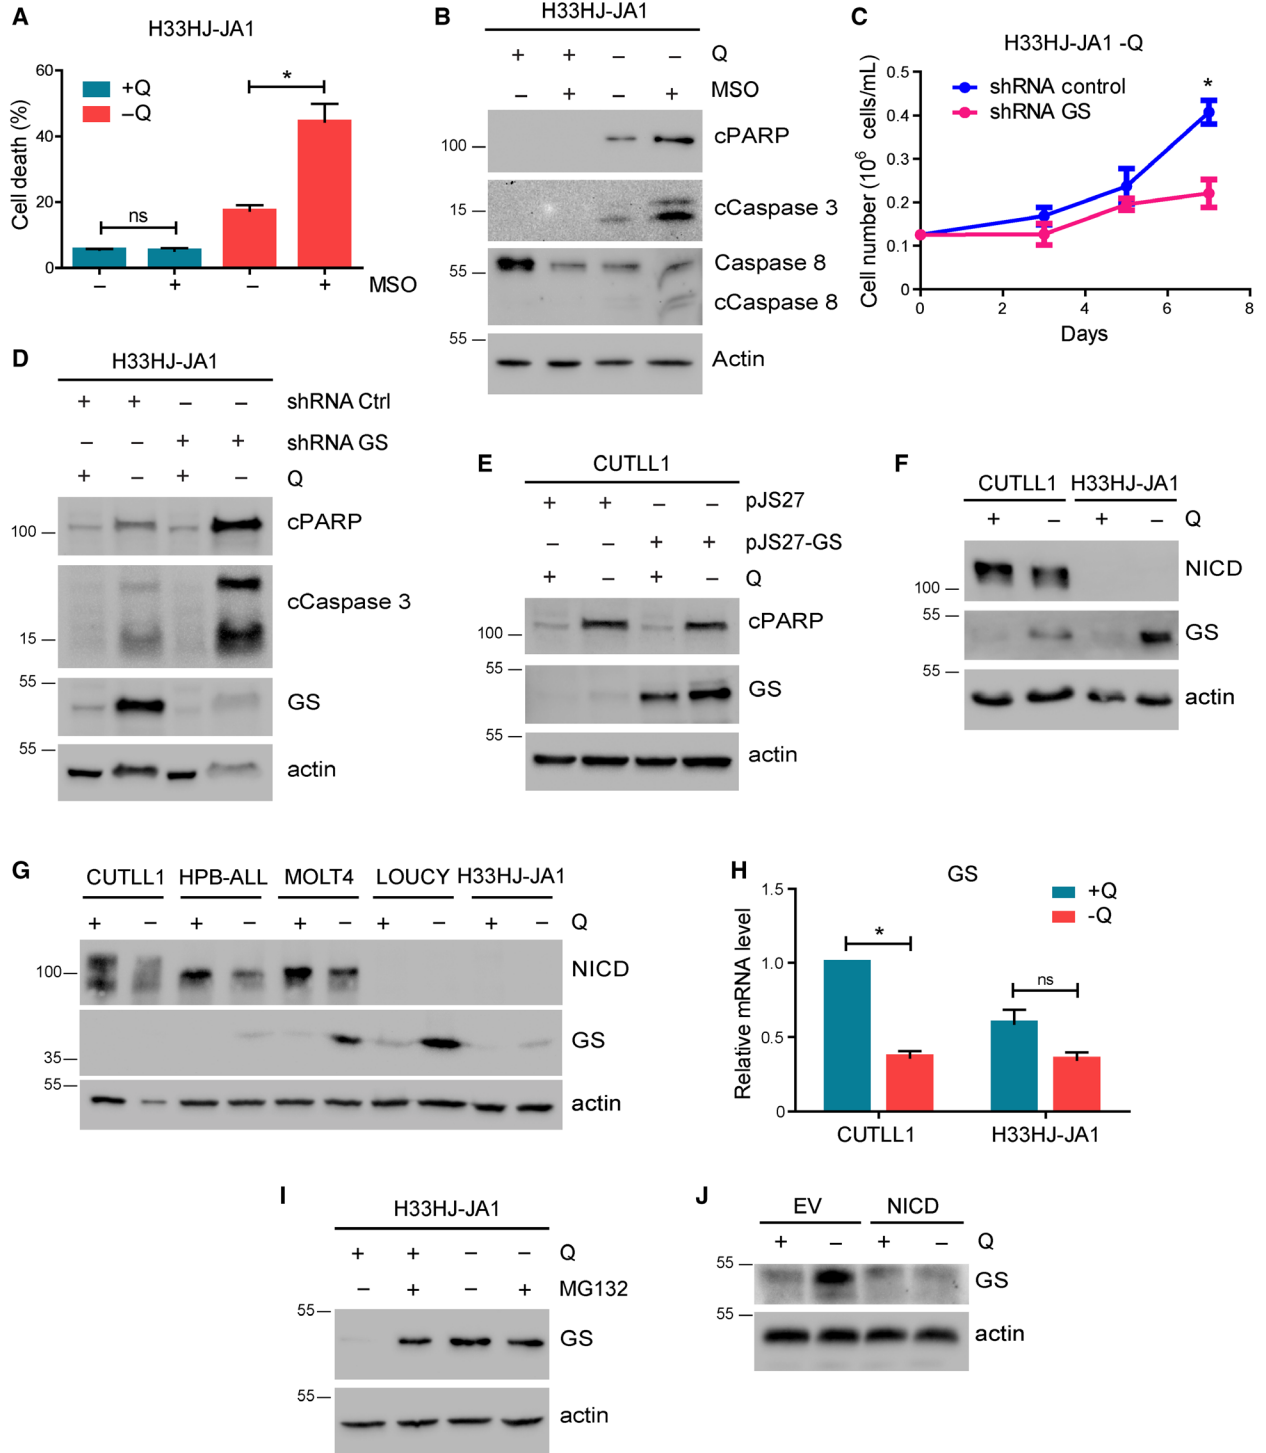 A
H33HJ-JA1
60
40
20
0
Cell death (%)
+Q
–Q
ns
*
– + – + MSO
B
H33HJ-JA1
+ + – – Q
– + – + MSO
100
cPARP
15
cCaspase 3
55
Caspase 8
cCaspase 8
55
Actin
C
H33HJ-JA1 -Q
0.5
0.4
0.3
0.2
0.1
0
Cell number (10⁶ cells/mL)
shRNA control
shRNA GS
*
0 2 4 6 8
Days
D
H33HJ-JA1
+ + – – shRNA Ctrl
– – + + shRNA GS
+ – + – Q
100
cPARP
cCaspase 3
15
55
GS
55
actin
E
CUTLL1
+ + – – pJS27
– – + + pJS27-GS
+ – + – Q
100
cPARP
55
GS
55
actin
F
CUTLL1 H33HJ-JA1
+ – + – Q
NICD
100
55
GS
55
actin
G
CUTLL1 HPB-ALL MOLT4 LOUCY H33HJ-JA1
+ – + – + – + – + – Q
100
NICD
GS
35
55
actin
H
GS
1.5
1.0
0.5
0
Relative mRNA level
+Q
-Q
*
ns
CUTLL1 H33HJ-JA1
I
H33HJ-JA1
+ + – – Q
– + – + MG132
55
GS
55
actin
J
EV NICD
+ – + – Q
55
GS
55
actin